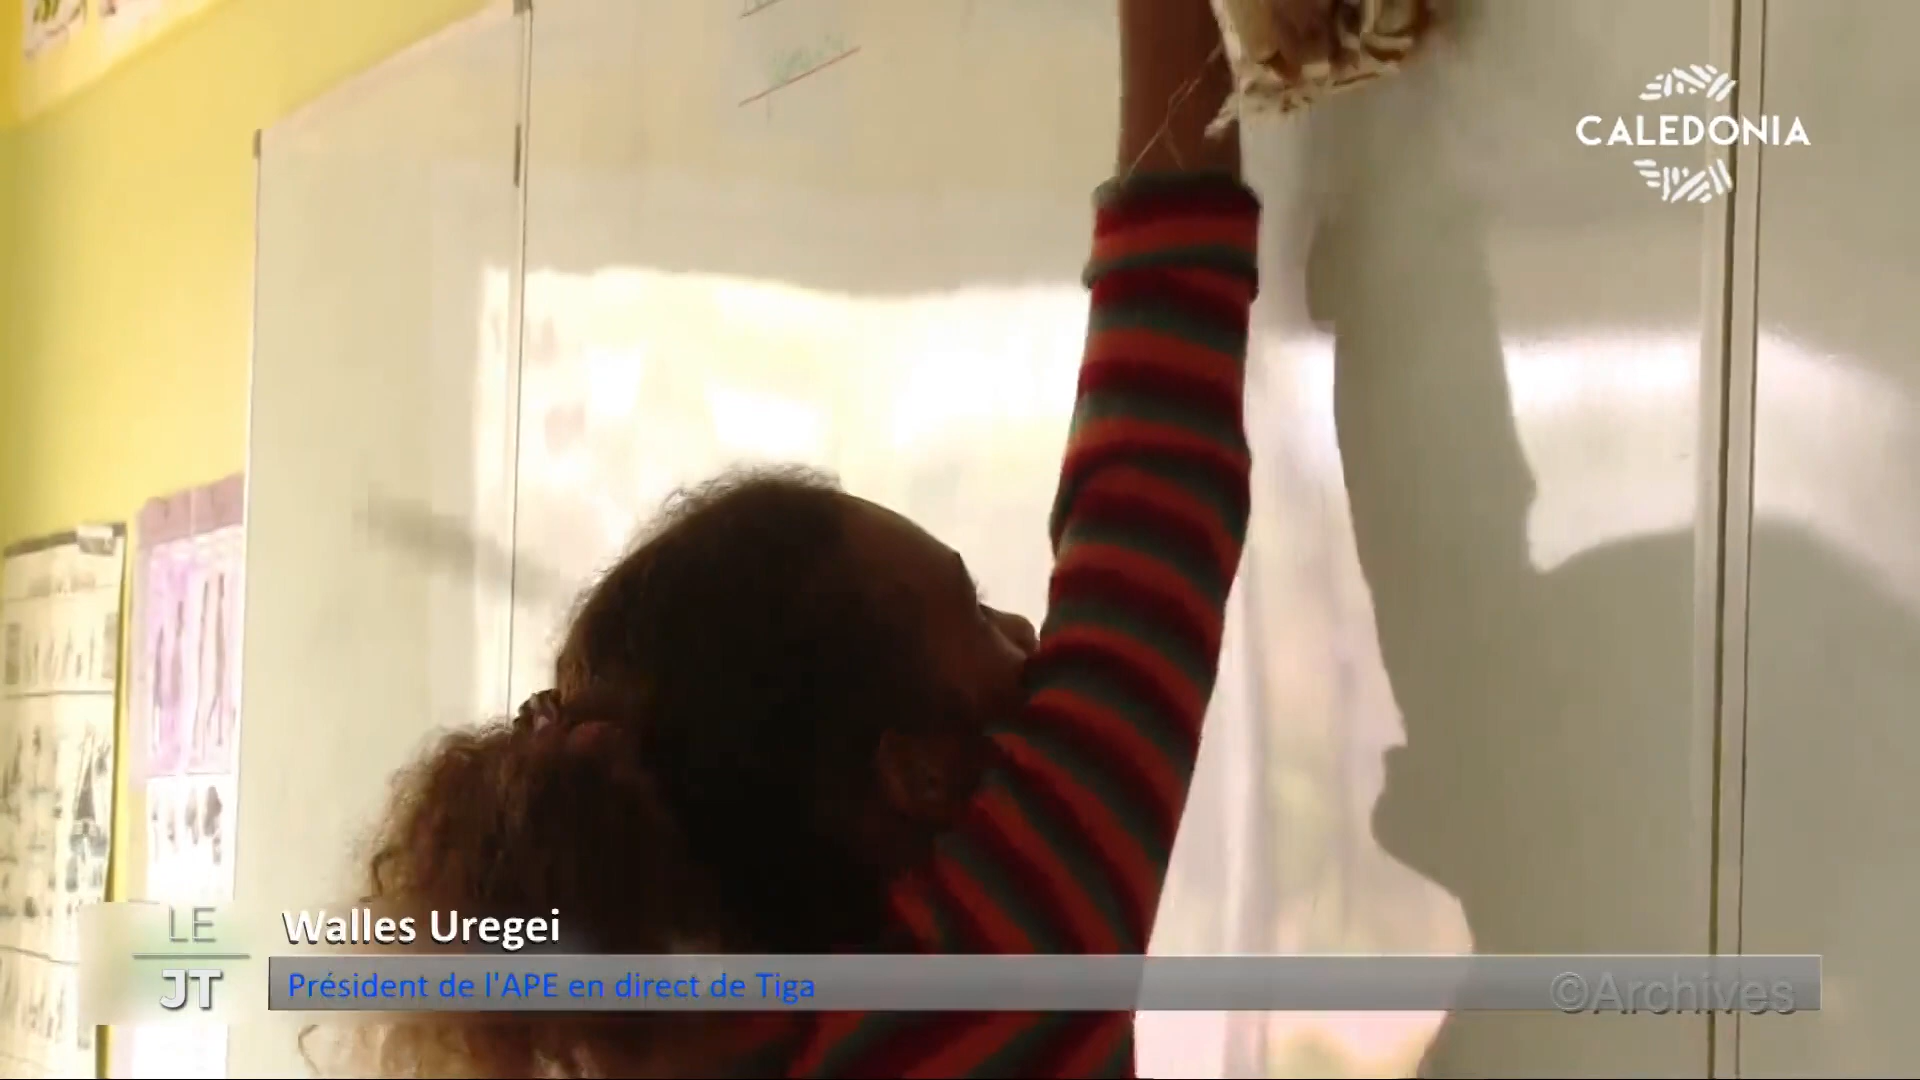 CALEDONIA
LE
JT
Walles Uregei
Président de l'APE en direct de Tiga
©Archives